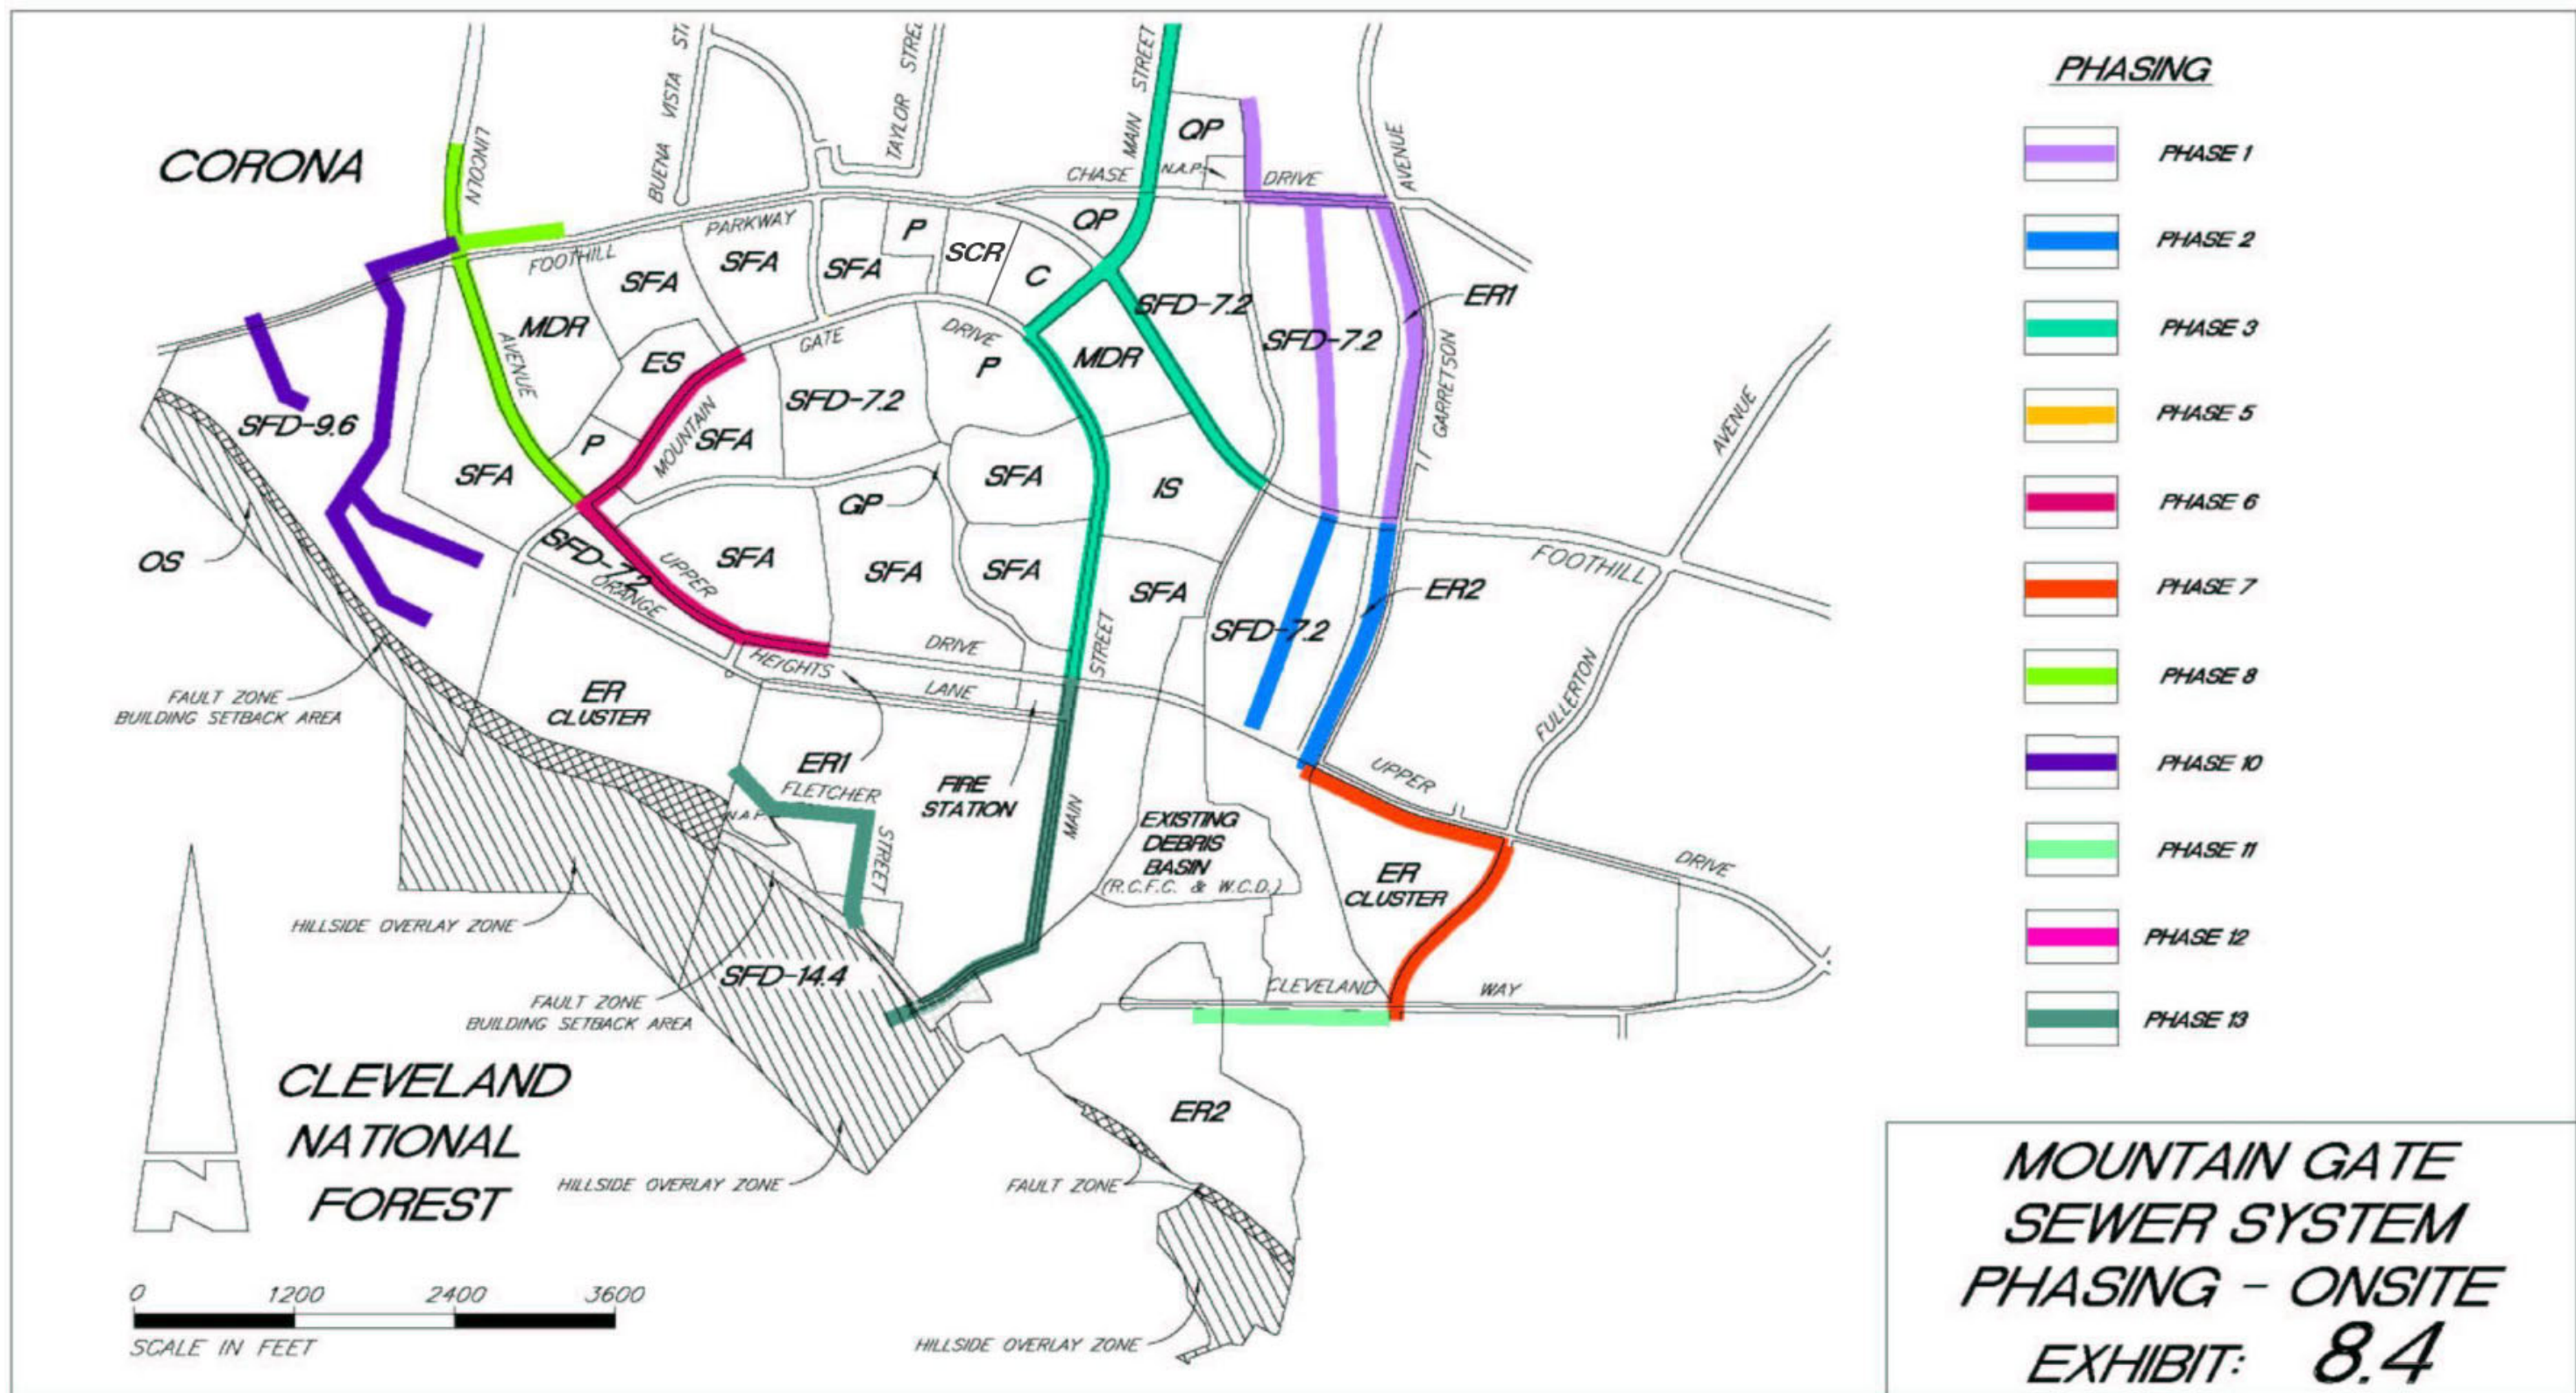 BUENA VISTA
TAYLOR
MAIN STREET
LINCOLN
AVENUE
CORONA
QP
N.A.P.
CHASE
DRIVE
QP
P
PARKWAY
FOOTHILL
SFA
SFA
SFA
SCR
C
SFD-7.2
ER1
MDR
AVENUE
ES
GATE
DRIVE
P
MDR
SFD-7.2
GARRETSON
SFD-9.6
P
MOUNTAIN
SFA
SFD-7.2
AVENUE
SFA
GP
SFA
IS
OS
SFD-7.2
ORANGE
UPPER
SFA
SFA
SFA
SFA
FOOTHILL
ER2
SFD-7.2
HEIGHTS
DRIVE
LANE
STREET
FULLERTON
FAULT ZONE
BUILDING SETBACK AREA
ER
CLUSTER
ER1
FLETCHER
STREET
N.A.P.
FIRE
STATION
MAIN
EXISTING
DEBRIS
BASIN
(R.C.F.C. & W.C.D.)
UPPER
DRIVE
ER
CLUSTER
HILLSIDE OVERLAY ZONE
SFD-14.4
FAULT ZONE
BUILDING SETBACK AREA
CLEVELAND
WAY
CLEVELAND
NATIONAL
FOREST
HILLSIDE OVERLAY ZONE
ER2
FAULT ZONE
HILLSIDE OVERLAY ZONE
N
0 1200 2400 3600
SCALE IN FEET
PHASING
PHASE 1
PHASE 2
PHASE 3
PHASE 5
PHASE 6
PHASE 7
PHASE 8
PHASE 10
PHASE 11
PHASE 12
PHASE 13
MOUNTAIN GATE
SEWER SYSTEM
PHASING - ONSITE
EXHIBIT: 8.4